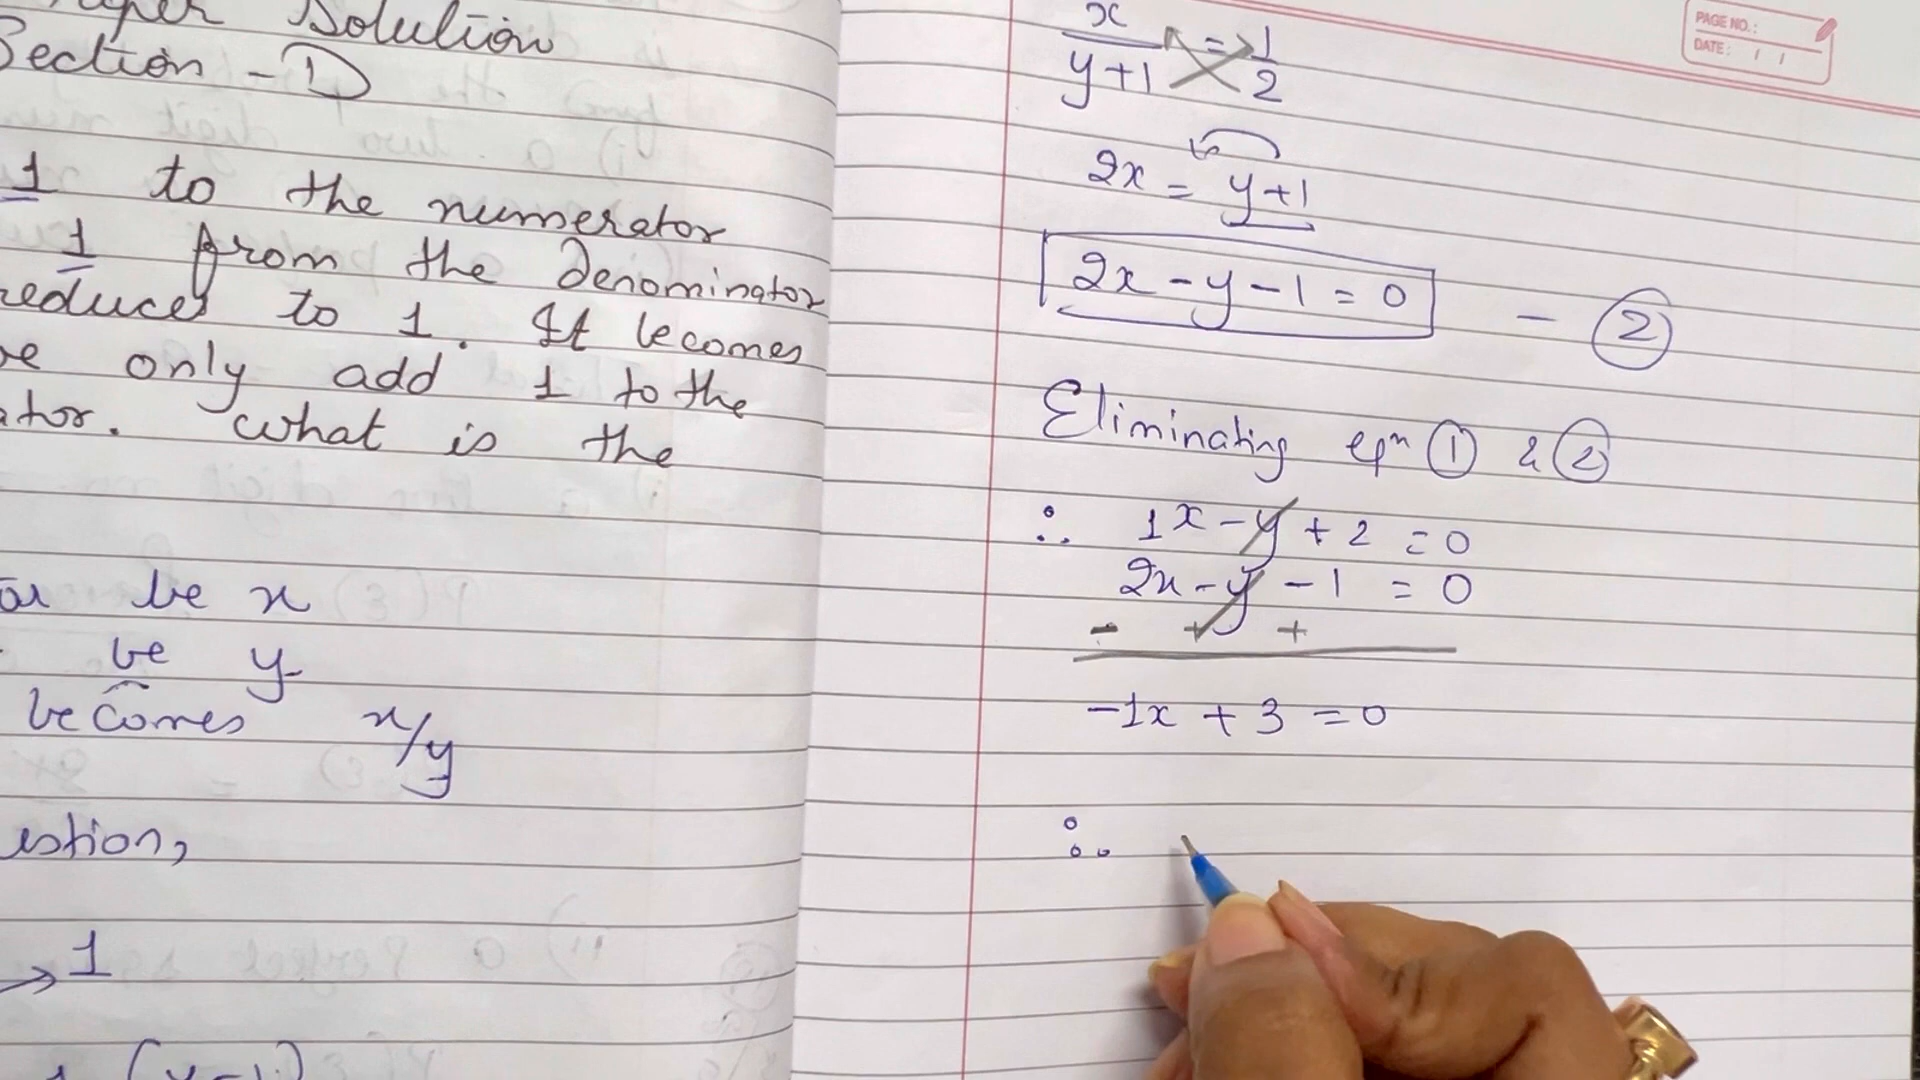 Solution
Section - D
1 to the numerator
1 from the denominator
reduces to 1. It becomes
only add 1 to the
What is the
be x
be y
becomes x/y
1
PAGE NO.:
DATE: / /
x/y+1 = 1/2
2x = y+1
2x - y - 1 = 0 - ②
Eliminating eqⁿ ① & ②
∴ 1x - y + 2 = 0
2x - y - 1 = 0
- + +
-1x + 3 = 0
∴